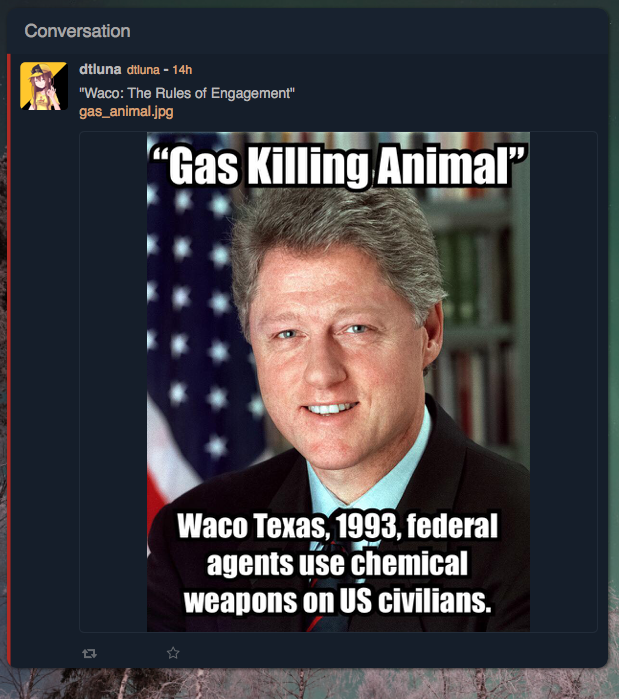 Conversation
dtluna dtluna - 14h
"Waco: The Rules of Engagement"
gas_animal.jpg
“Gas Killing Animal”
Waco Texas, 1993, federal
agents use chemical
weapons on US civilians.